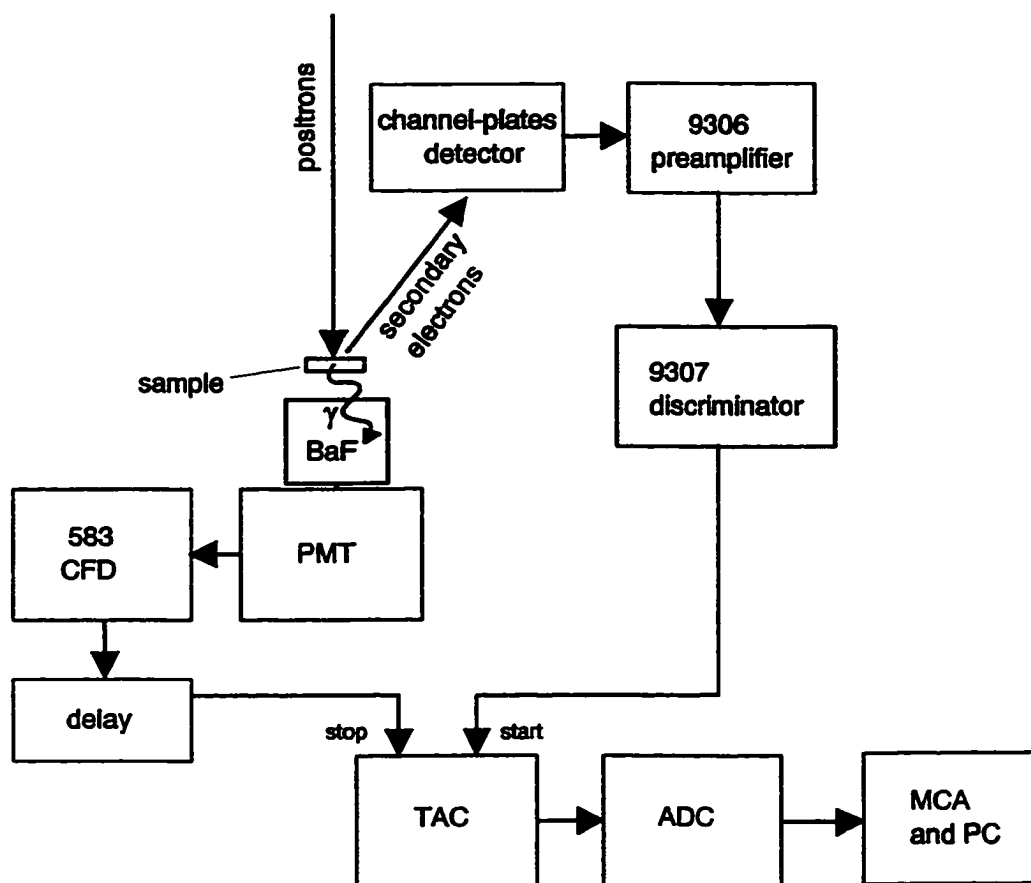 positrons
channel-plates
detector
9306
preamplifier
secondary
electrons
sample
9307
discriminator
γ
BaF
583
CFD
PMT
delay
stop
start
TAC
ADC
MCA
and PC